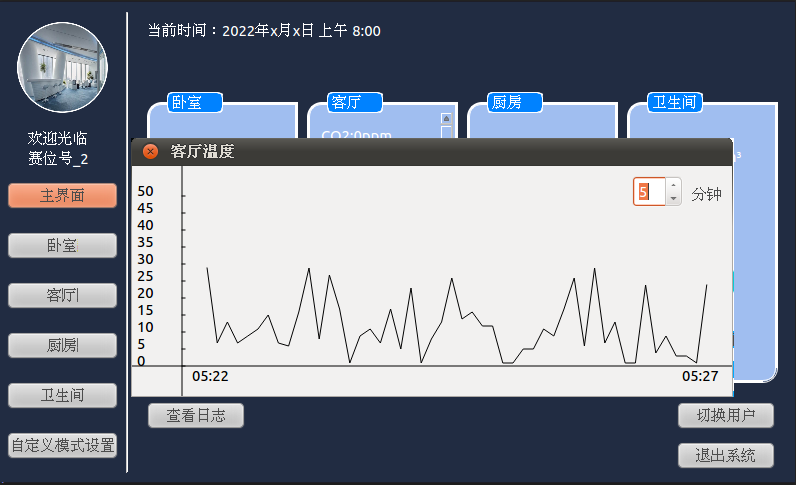 当前时间：2022年x月x日 上午 8:00
欢迎光临
赛位号_2
主界面
卧室
客厅
厨房
卫生间
自定义模式设置
卧室
客厅
厨房
卫生间
CO2:0ppm
客厅温度
5
分钟
50
45
40
35
30
25
20
15
10
5
0
05:22
05:27
查看日志
切换用户
退出系统